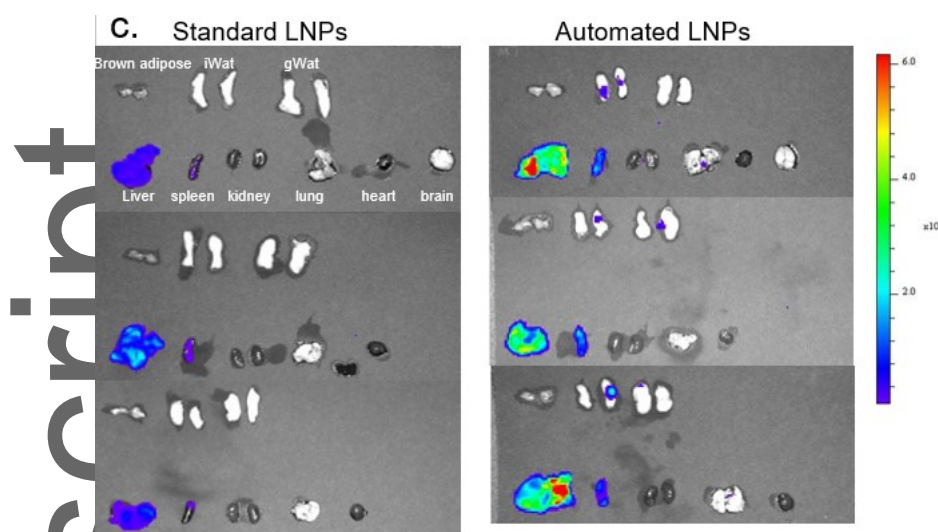 C. Standard LNPs
Automated LNPs
Brown adipose iWat gWat
Liver spleen kidney lung heart brain
6.0
4.0
x10
2.0
script